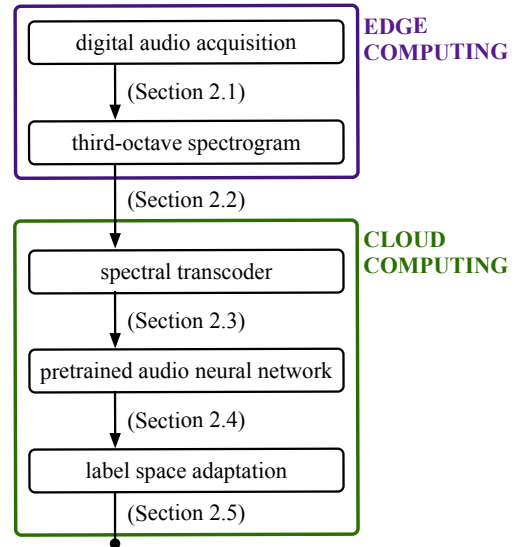 digital audio acquisition
EDGE
COMPUTING
(Section 2.1)
third-octave spectrogram
(Section 2.2)
CLOUD
COMPUTING
spectral transcoder
(Section 2.3)
pretrained audio neural network
(Section 2.4)
label space adaptation
(Section 2.5)